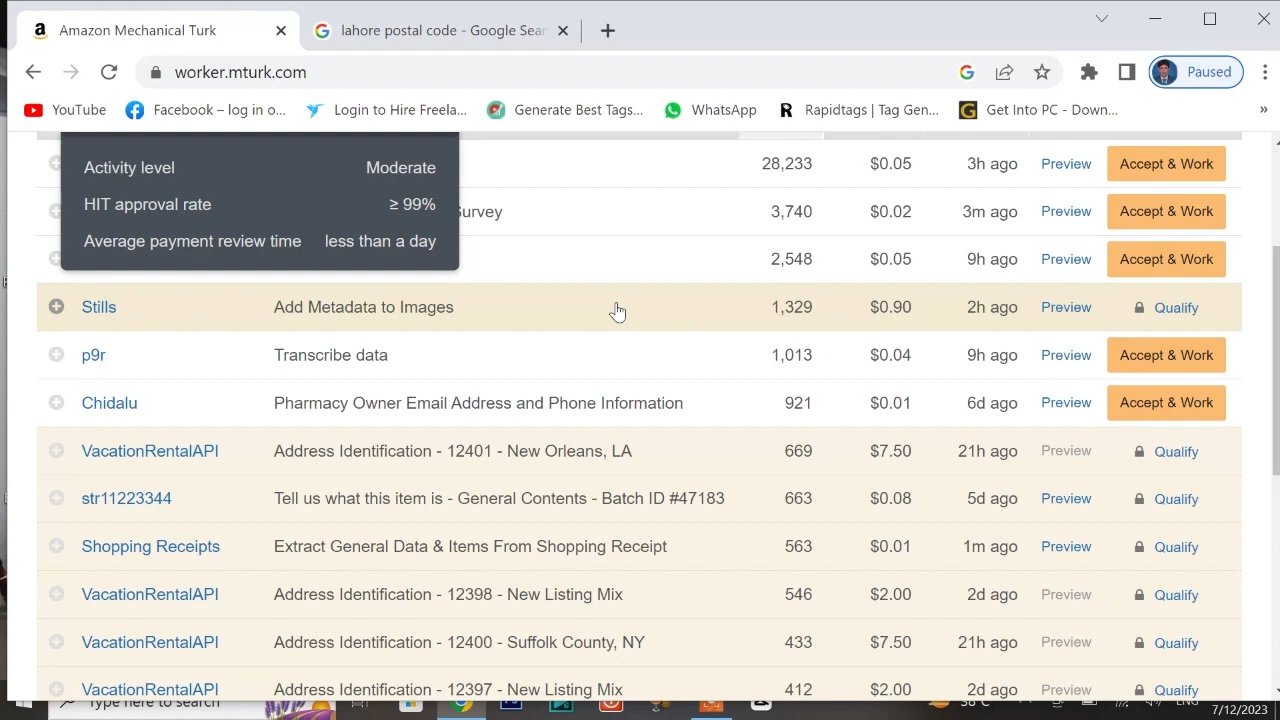 Amazon Mechanical Turk
lahore postal code - Google Sear
worker.mturk.com
Paused
YouTube
Facebook – log in o...
Login to Hire Freela...
Generate Best Tags...
WhatsApp
Rapidtags | Tag Gen...
Get Into PC - Down...
»
Activity level Moderate
HIT approval rate ≥ 99%
Average payment review time less than a day
28,233 $0.05 3h ago Preview Accept & Work
Survey 3,740 $0.02 3m ago Preview Accept & Work
2,548 $0.05 9h ago Preview Accept & Work
Stills Add Metadata to Images 1,329 $0.90 2h ago Preview Qualify
p9r Transcribe data 1,013 $0.04 9h ago Preview Accept & Work
Chidalu Pharmacy Owner Email Address and Phone Information 921 $0.01 6d ago Preview Accept & Work
VacationRentalAPI Address Identification - 12401 - New Orleans, LA 669 $7.50 21h ago Preview Qualify
str11223344 Tell us what this item is - General Contents - Batch ID #47183 663 $0.08 5d ago Preview Qualify
Shopping Receipts Extract General Data & Items From Shopping Receipt 563 $0.01 1m ago Preview Qualify
VacationRentalAPI Address Identification - 12398 - New Listing Mix 546 $2.00 2d ago Preview Qualify
VacationRentalAPI Address Identification - 12400 - Suffolk County, NY 433 $7.50 21h ago Preview Qualify
VacationRentalAPI Address Identification - 12397 - New Listing Mix 412 $2.00 2d ago Preview Qualify
Type here to search
38°C
ENG
7/12/2023